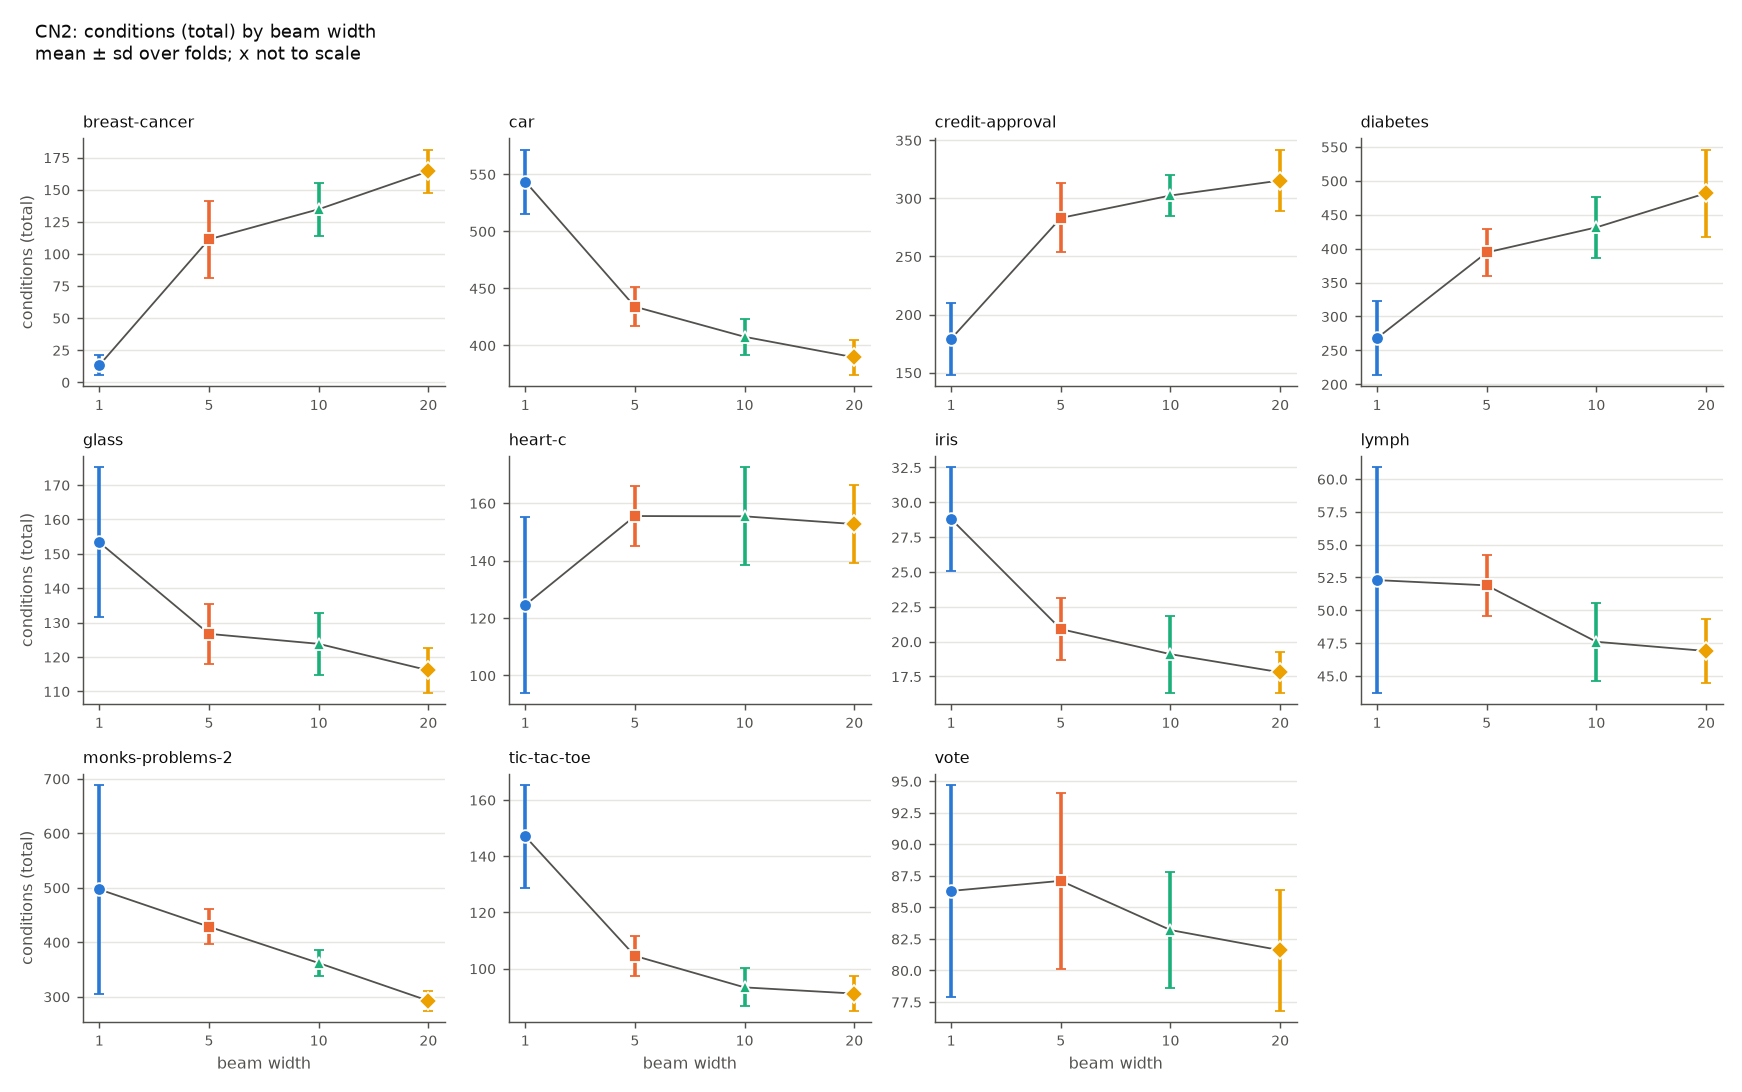 CN2: conditions (total) by beam width
mean ± sd over folds; x not to scale
breast-cancer
conditions (total)
175
150
125
100
75
50
25
0
1 5 10 20
car
550
500
450
400
1 5 10 20
credit-approval
350
300
250
200
150
1 5 10 20
diabetes
550
500
450
400
350
300
250
200
1 5 10 20
glass
conditions (total)
170
160
150
140
130
120
110
1 5 10 20
heart-c
160
140
120
100
1 5 10 20
iris
32.5
30.0
27.5
25.0
22.5
20.0
17.5
1 5 10 20
lymph
60.0
57.5
55.0
52.5
50.0
47.5
45.0
1 5 10 20
monks-problems-2
conditions (total)
700
600
500
400
300
1 5 10 20
beam width
tic-tac-toe
160
140
120
100
1 5 10 20
beam width
vote
95.0
92.5
90.0
87.5
85.0
82.5
80.0
77.5
1 5 10 20
beam width